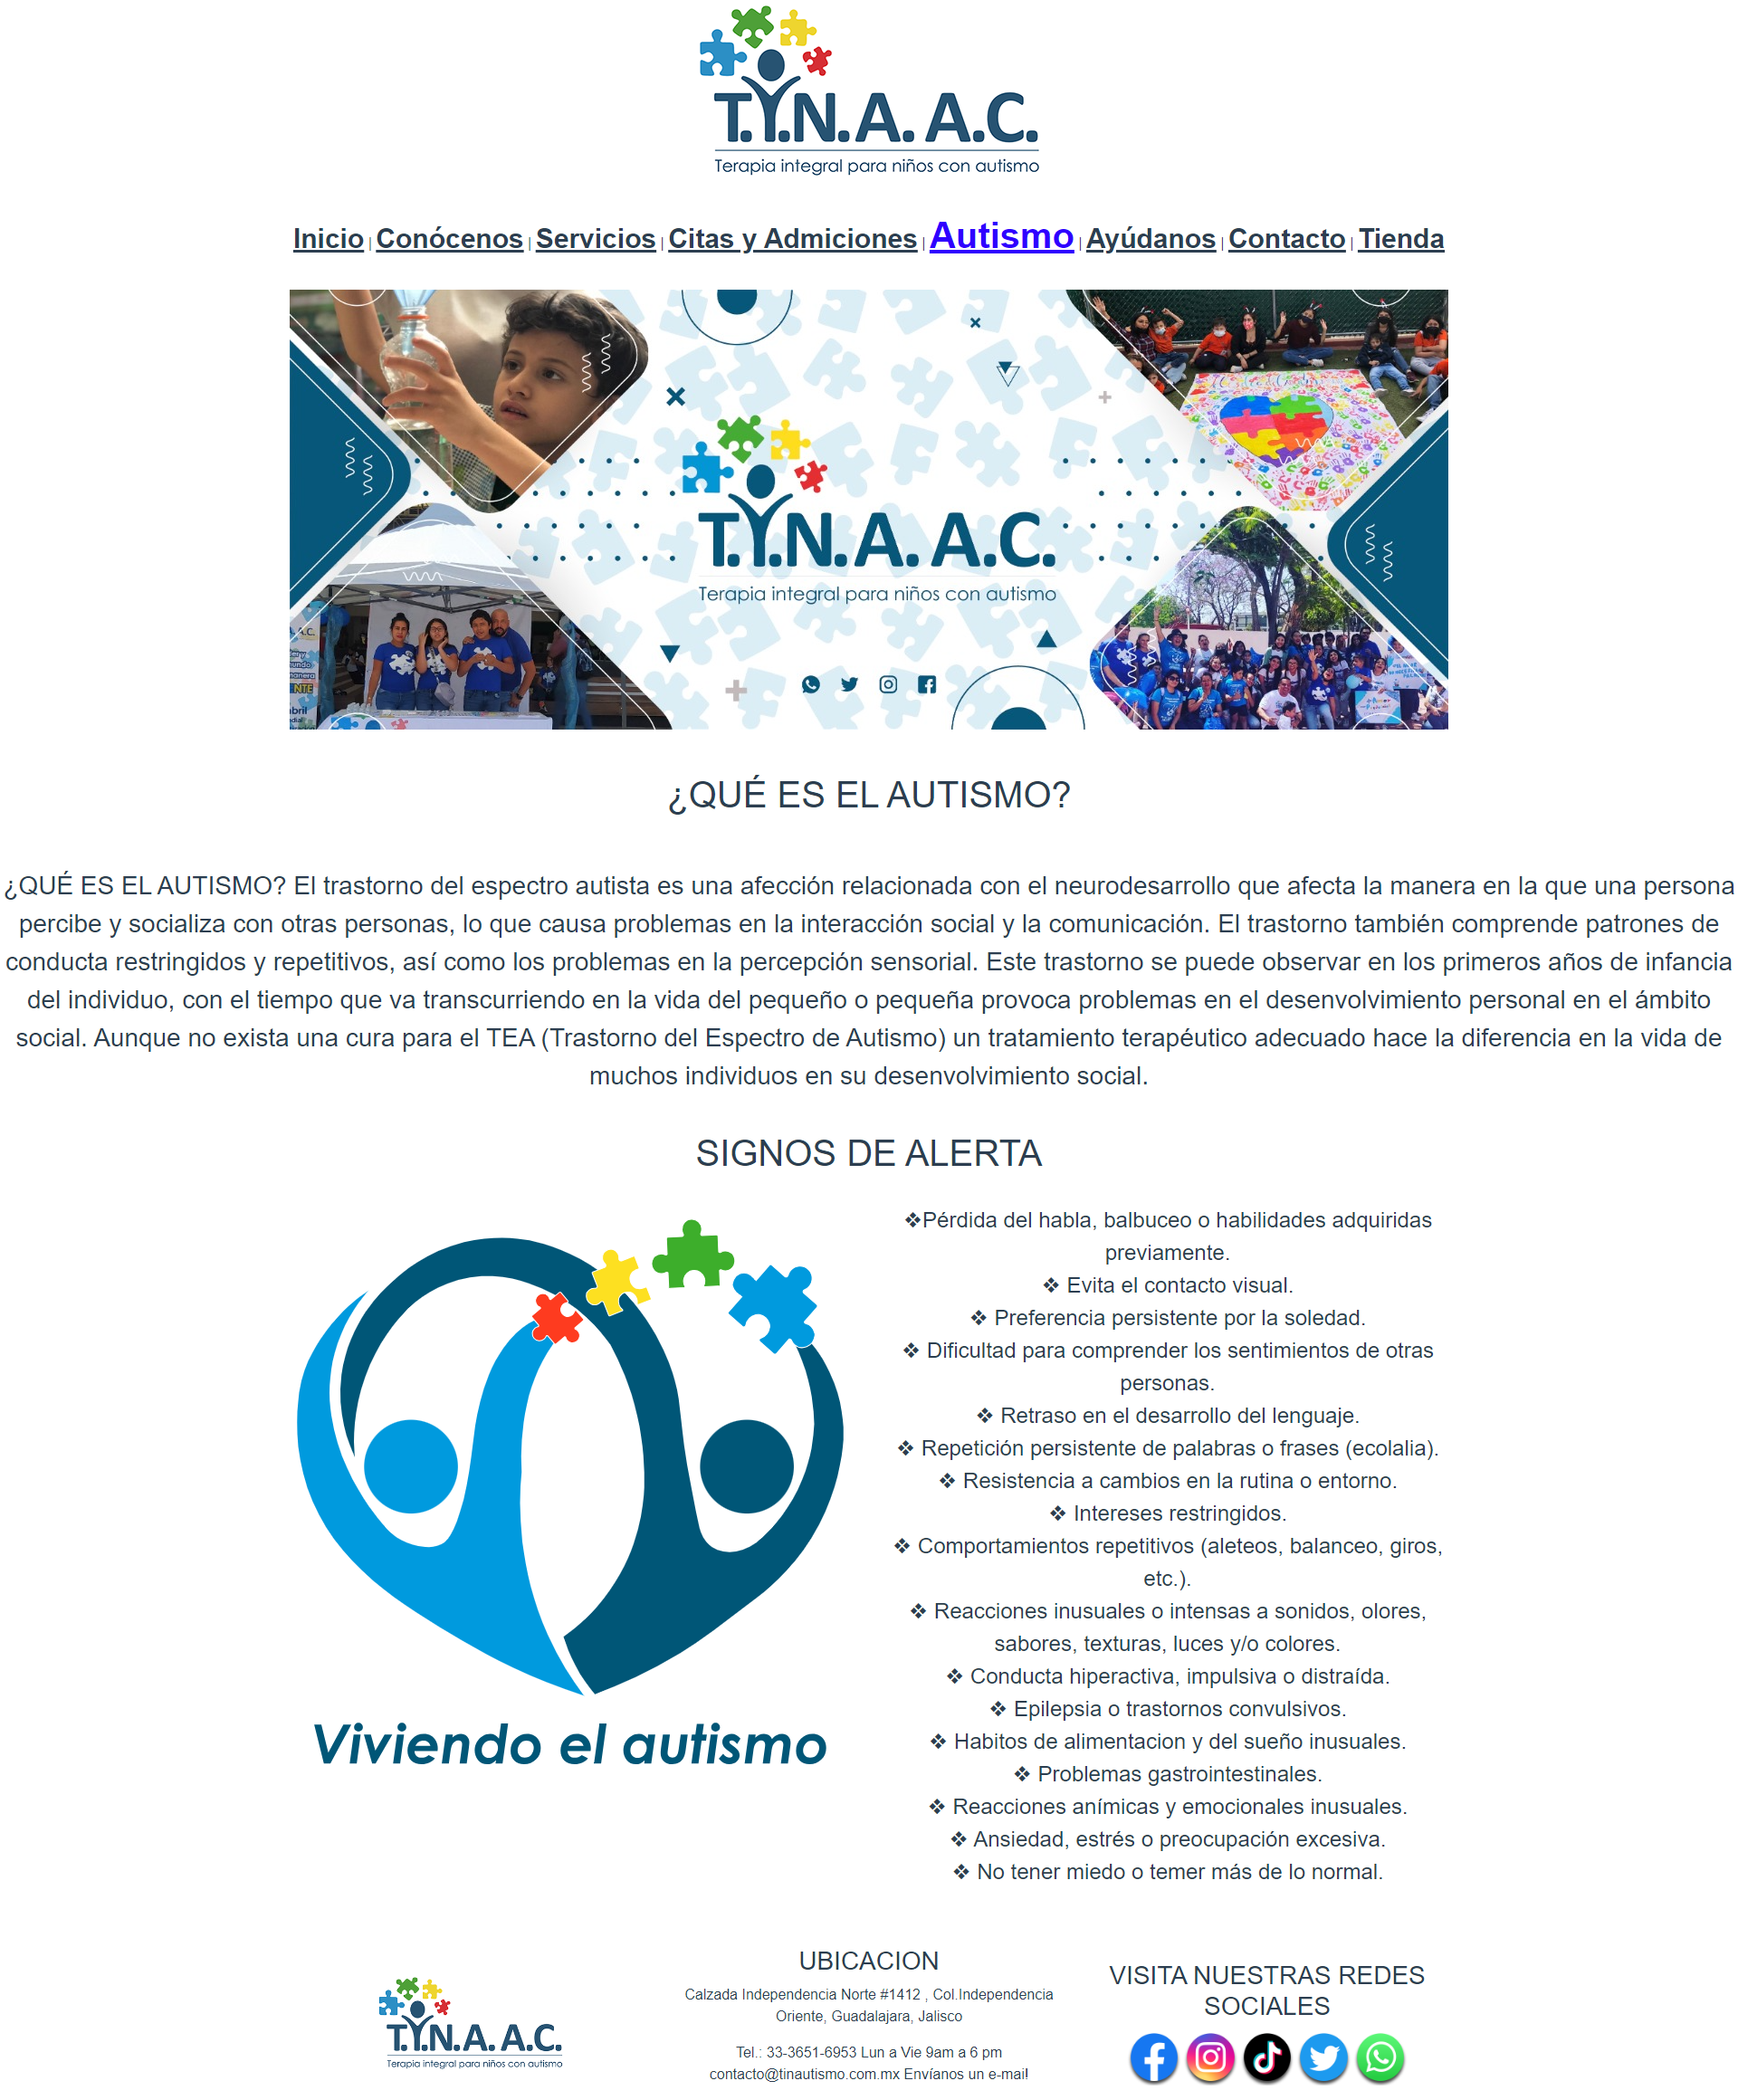 T.I.N.A. A.C.
Terapia integral para niños con autismo
Inicio | Conócenos | Servicios | Citas y Admiciones | Autismo | Ayúdanos | Contacto | Tienda
T.I.N.A. A.C.
Terapia integral para niños con autismo
¿QUÉ ES EL AUTISMO?
¿QUÉ ES EL AUTISMO? El trastorno del espectro autista es una afección relacionada con el neurodesarrollo que afecta la manera en la que una persona
percibe y socializa con otras personas, lo que causa problemas en la interacción social y la comunicación. El trastorno también comprende patrones de
conducta restringidos y repetitivos, así como los problemas en la percepción sensorial. Este trastorno se puede observar en los primeros años de infancia
del individuo, con el tiempo que va transcurriendo en la vida del pequeño o pequeña provoca problemas en el desenvolvimiento personal en el ámbito
social. Aunque no exista una cura para el TEA (Trastorno del Espectro de Autismo) un tratamiento terapéutico adecuado hace la diferencia en la vida de
muchos individuos en su desenvolvimiento social.
SIGNOS DE ALERTA
Viviendo el autismo
❖Pérdida del habla, balbuceo o habilidades adquiridas
previamente.
❖ Evita el contacto visual.
❖ Preferencia persistente por la soledad.
❖ Dificultad para comprender los sentimientos de otras
personas.
❖ Retraso en el desarrollo del lenguaje.
❖ Repetición persistente de palabras o frases (ecolalia).
❖ Resistencia a cambios en la rutina o entorno.
❖ Intereses restringidos.
❖ Comportamientos repetitivos (aleteos, balanceo, giros,
etc.).
❖ Reacciones inusuales o intensas a sonidos, olores,
sabores, texturas, luces y/o colores.
❖ Conducta hiperactiva, impulsiva o distraída.
❖ Epilepsia o trastornos convulsivos.
❖ Habitos de alimentacion y del sueño inusuales.
❖ Problemas gastrointestinales.
❖ Reacciones anímicas y emocionales inusuales.
❖ Ansiedad, estrés o preocupación excesiva.
❖ No tener miedo o temer más de lo normal.
T.I.N.A. A.C.
Terapia integral para niños con autismo
UBICACION
Calzada Independencia Norte #1412 , Col.Independencia
Oriente, Guadalajara, Jalisco
Tel.: 33-3651-6953 Lun a Vie 9am a 6 pm
contacto@tinautismo.com.mx Envíanos un e-mail
VISITA NUESTRAS REDES
SOCIALES